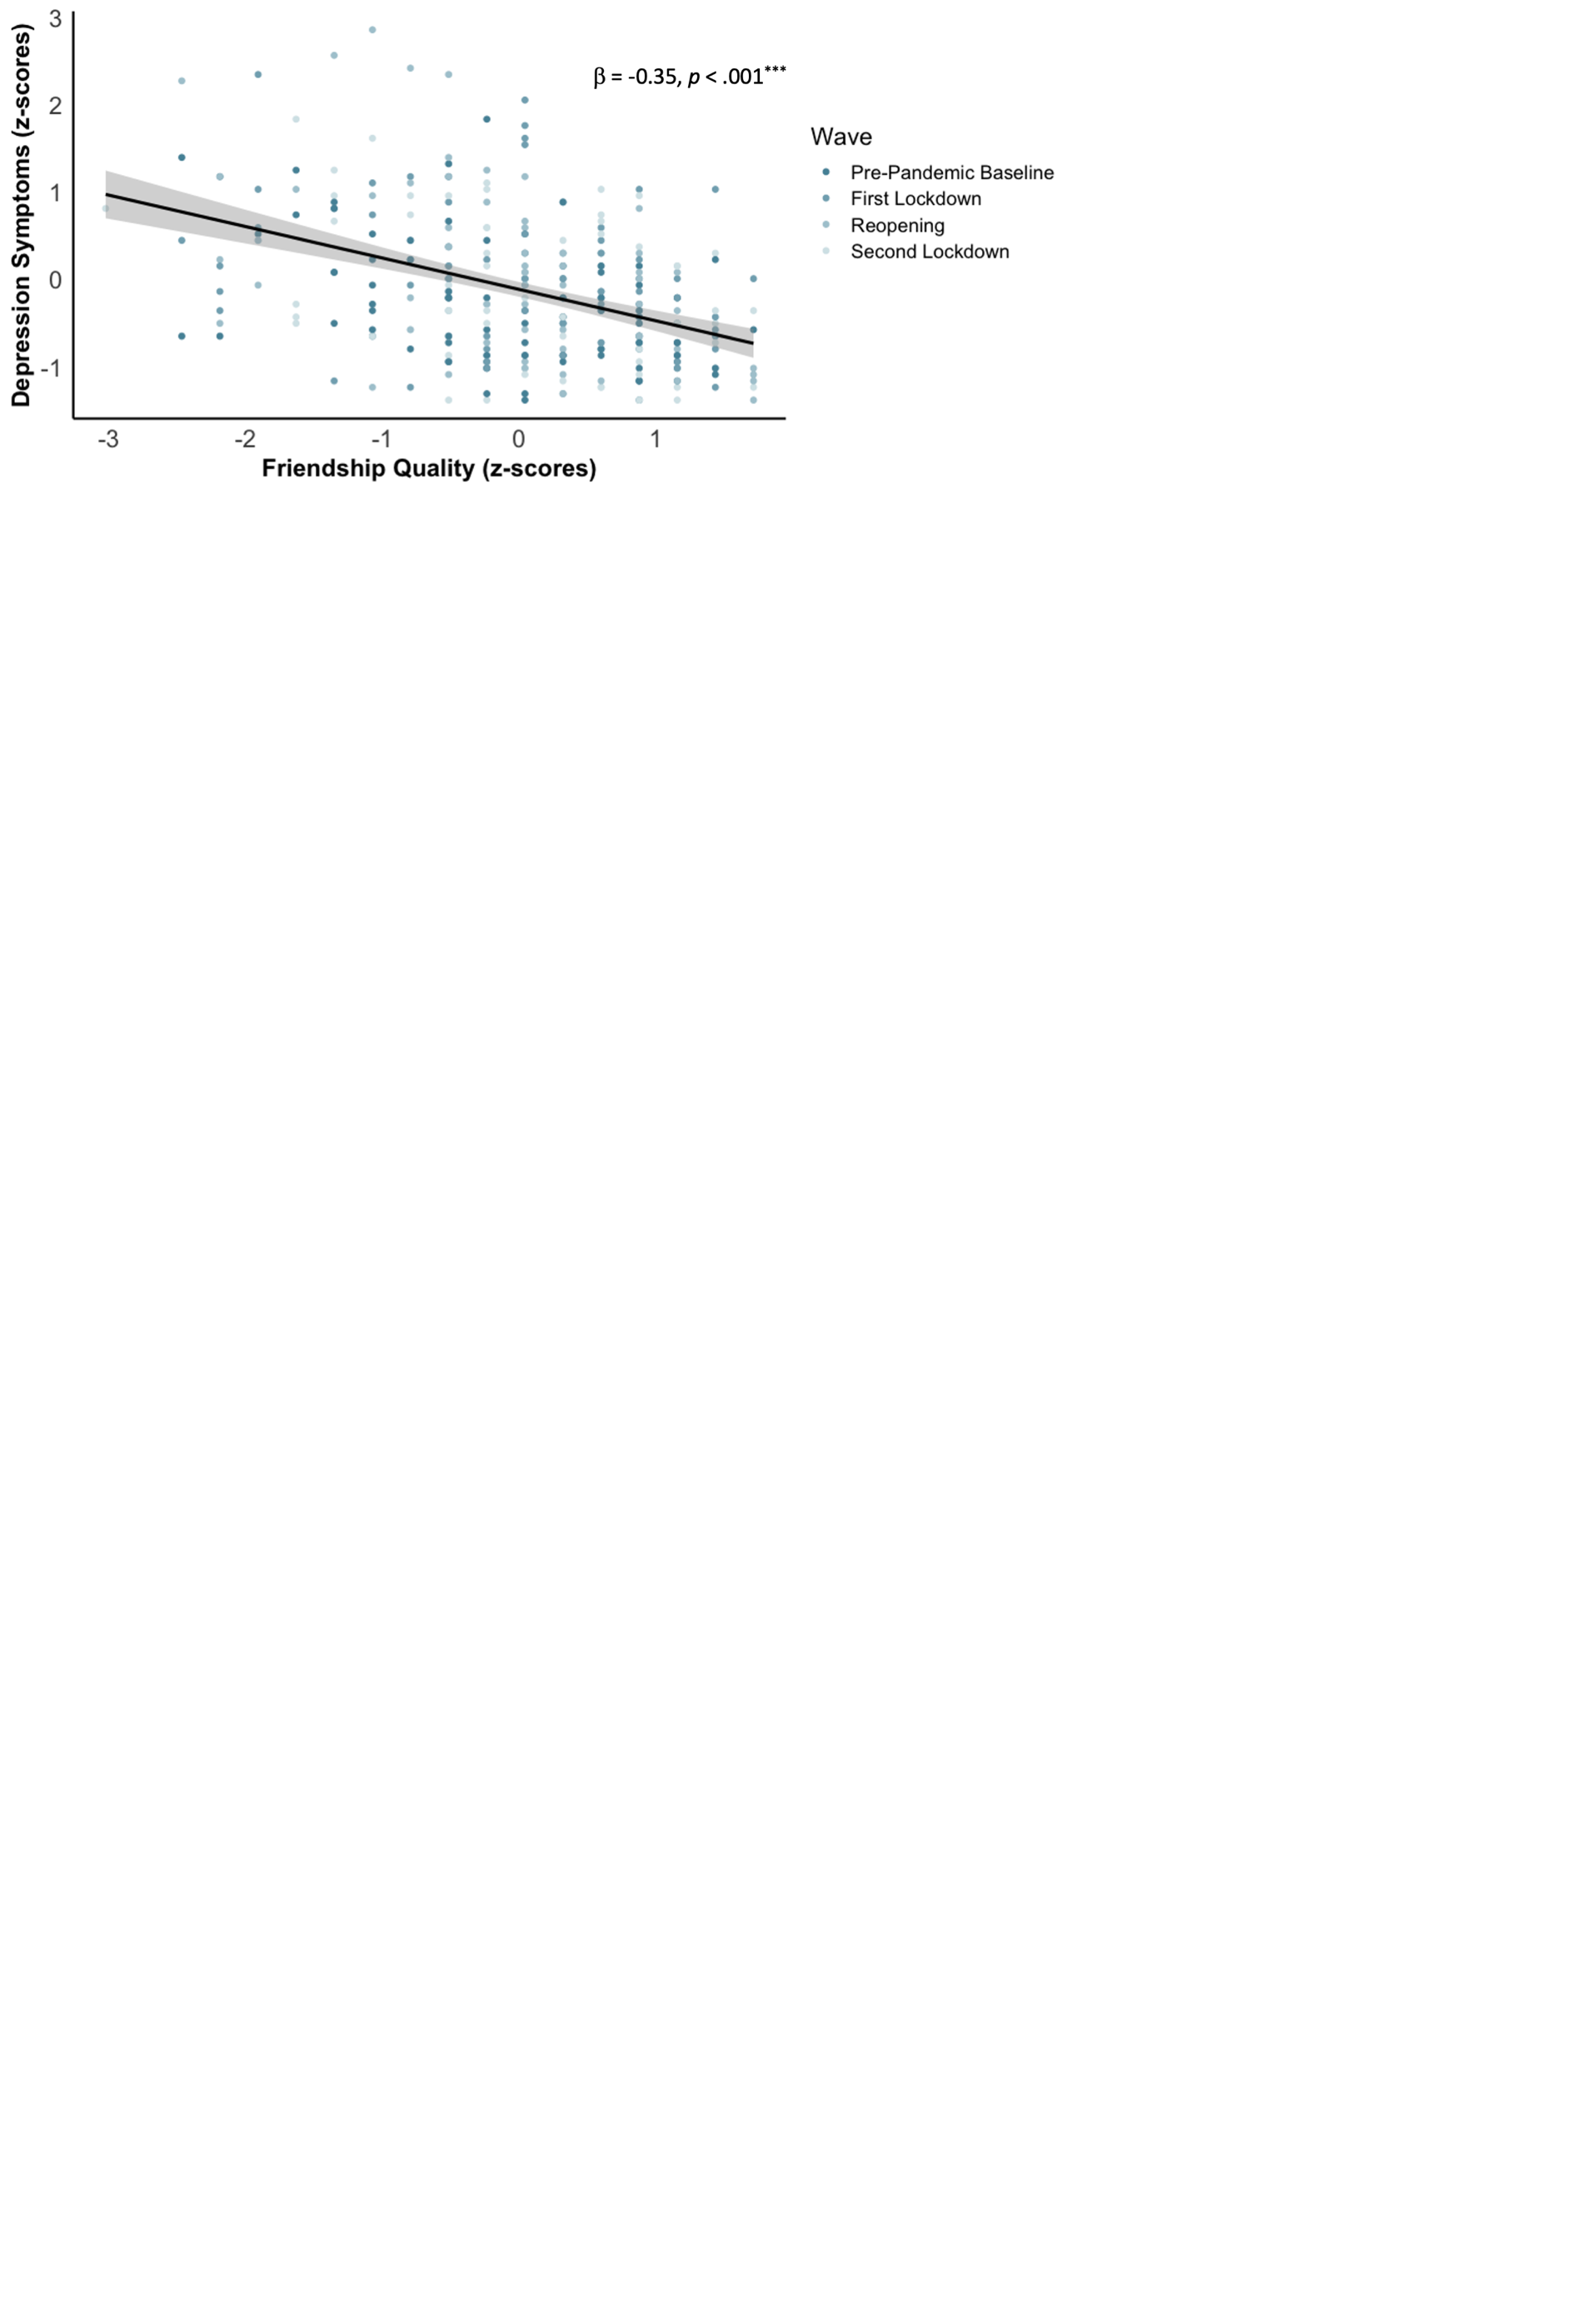 Depression Symptoms (z-scores)
3
2
1
0
-1
β = -0.35, p < .001***
-3 -2 -1 0 1
Friendship Quality (z-scores)
Wave
Pre-Pandemic Baseline
First Lockdown
Reopening
Second Lockdown